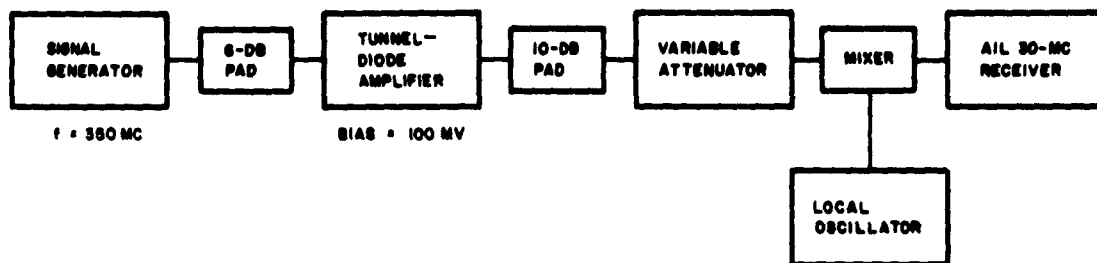 SIGNAL
GENERATOR
6-DB
PAD
TUNNEL-
DIODE
AMPLIFIER
10-DB
PAD
VARIABLE
ATTENUATOR
MIXER
AIL 30-MC
RECEIVER
f = 350 MC
BIAS = 100 MV
LOCAL
OSCILLATOR